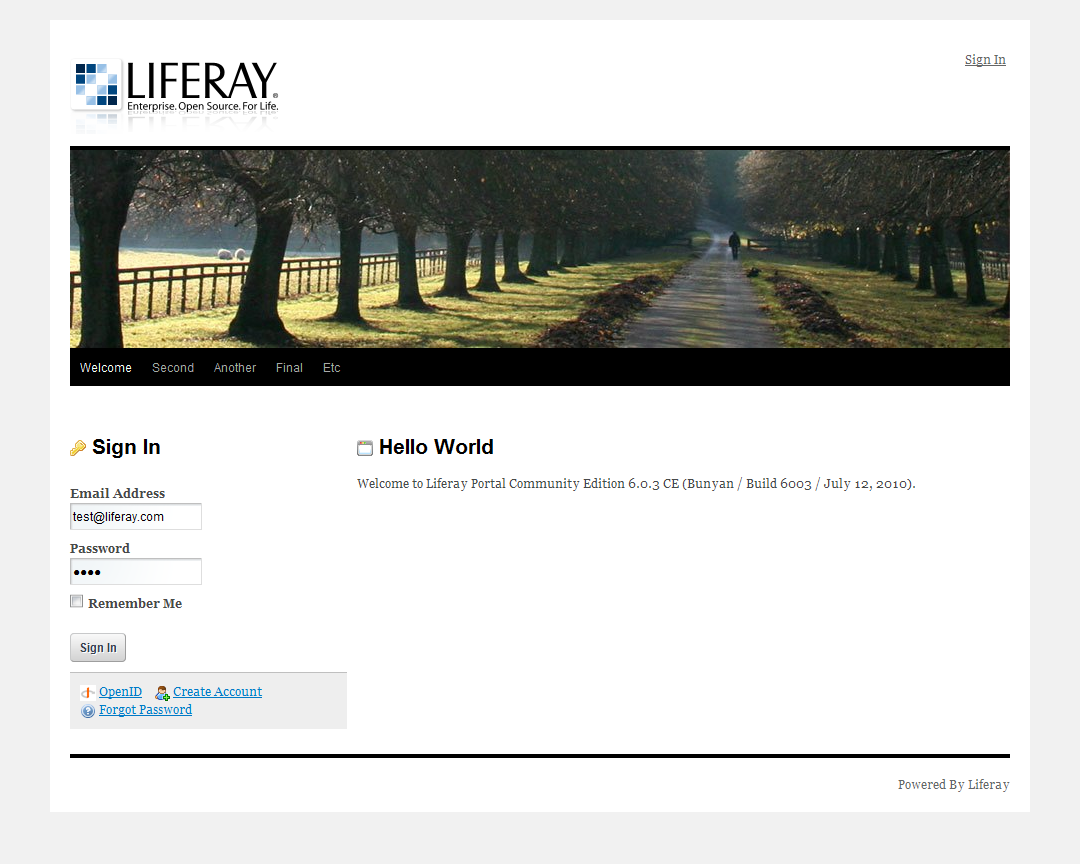 LIFERAY®
Enterprise. Open Source. For Life.
Sign In
Welcome Second Another Final Etc
Sign In
Email Address
test@liferay.com
Password
••••
Remember Me
Sign In
OpenID Create Account
Forgot Password
Hello World
Welcome to Liferay Portal Community Edition 6.0.3 CE (Bunyan / Build 6003 / July 12, 2010).
Powered By Liferay